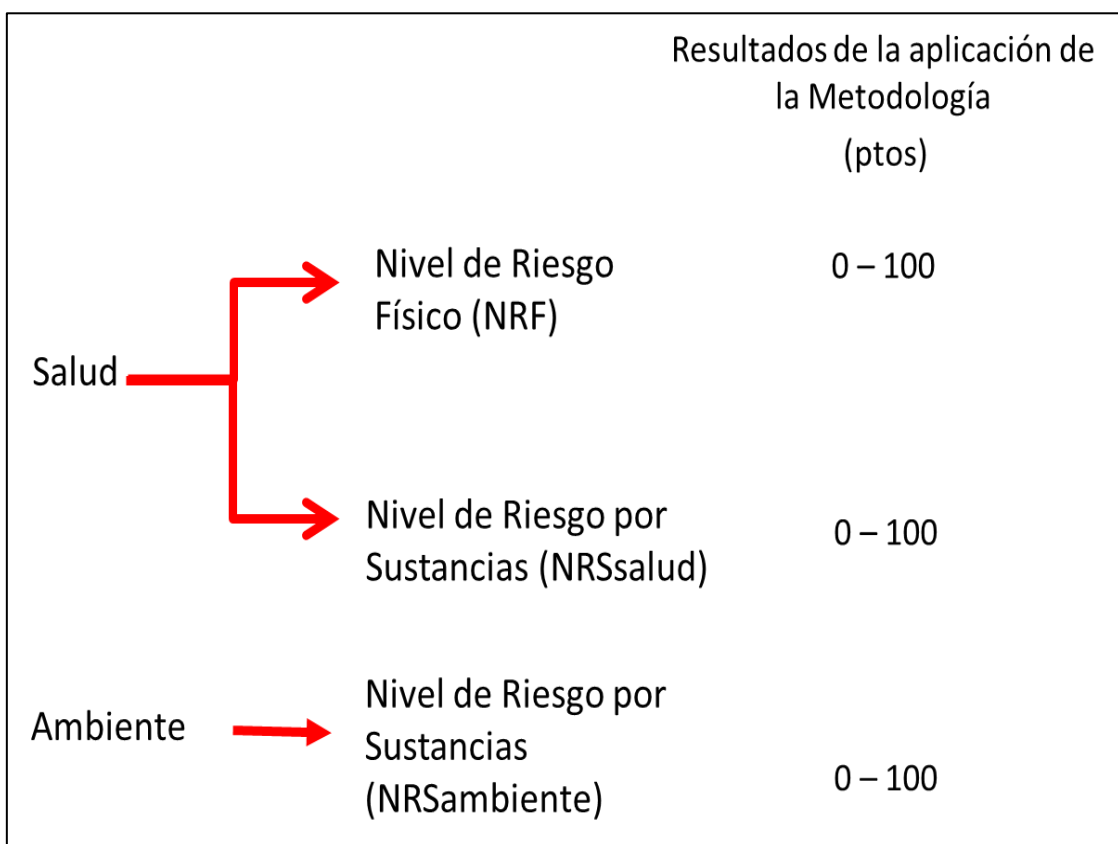 Resultados de la aplicación de
la Metodología
(ptos)
Nivel de Riesgo
Físico (NRF)
0 – 100
Salud
Nivel de Riesgo por
Sustancias (NRSsalud)
0 – 100
Ambiente
Nivel de Riesgo por
Sustancias
(NRSambiente)
0 – 100